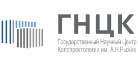 ГНЦК
Государственный Научный Центр
Колопроктологии им. А.Н.Рыжих